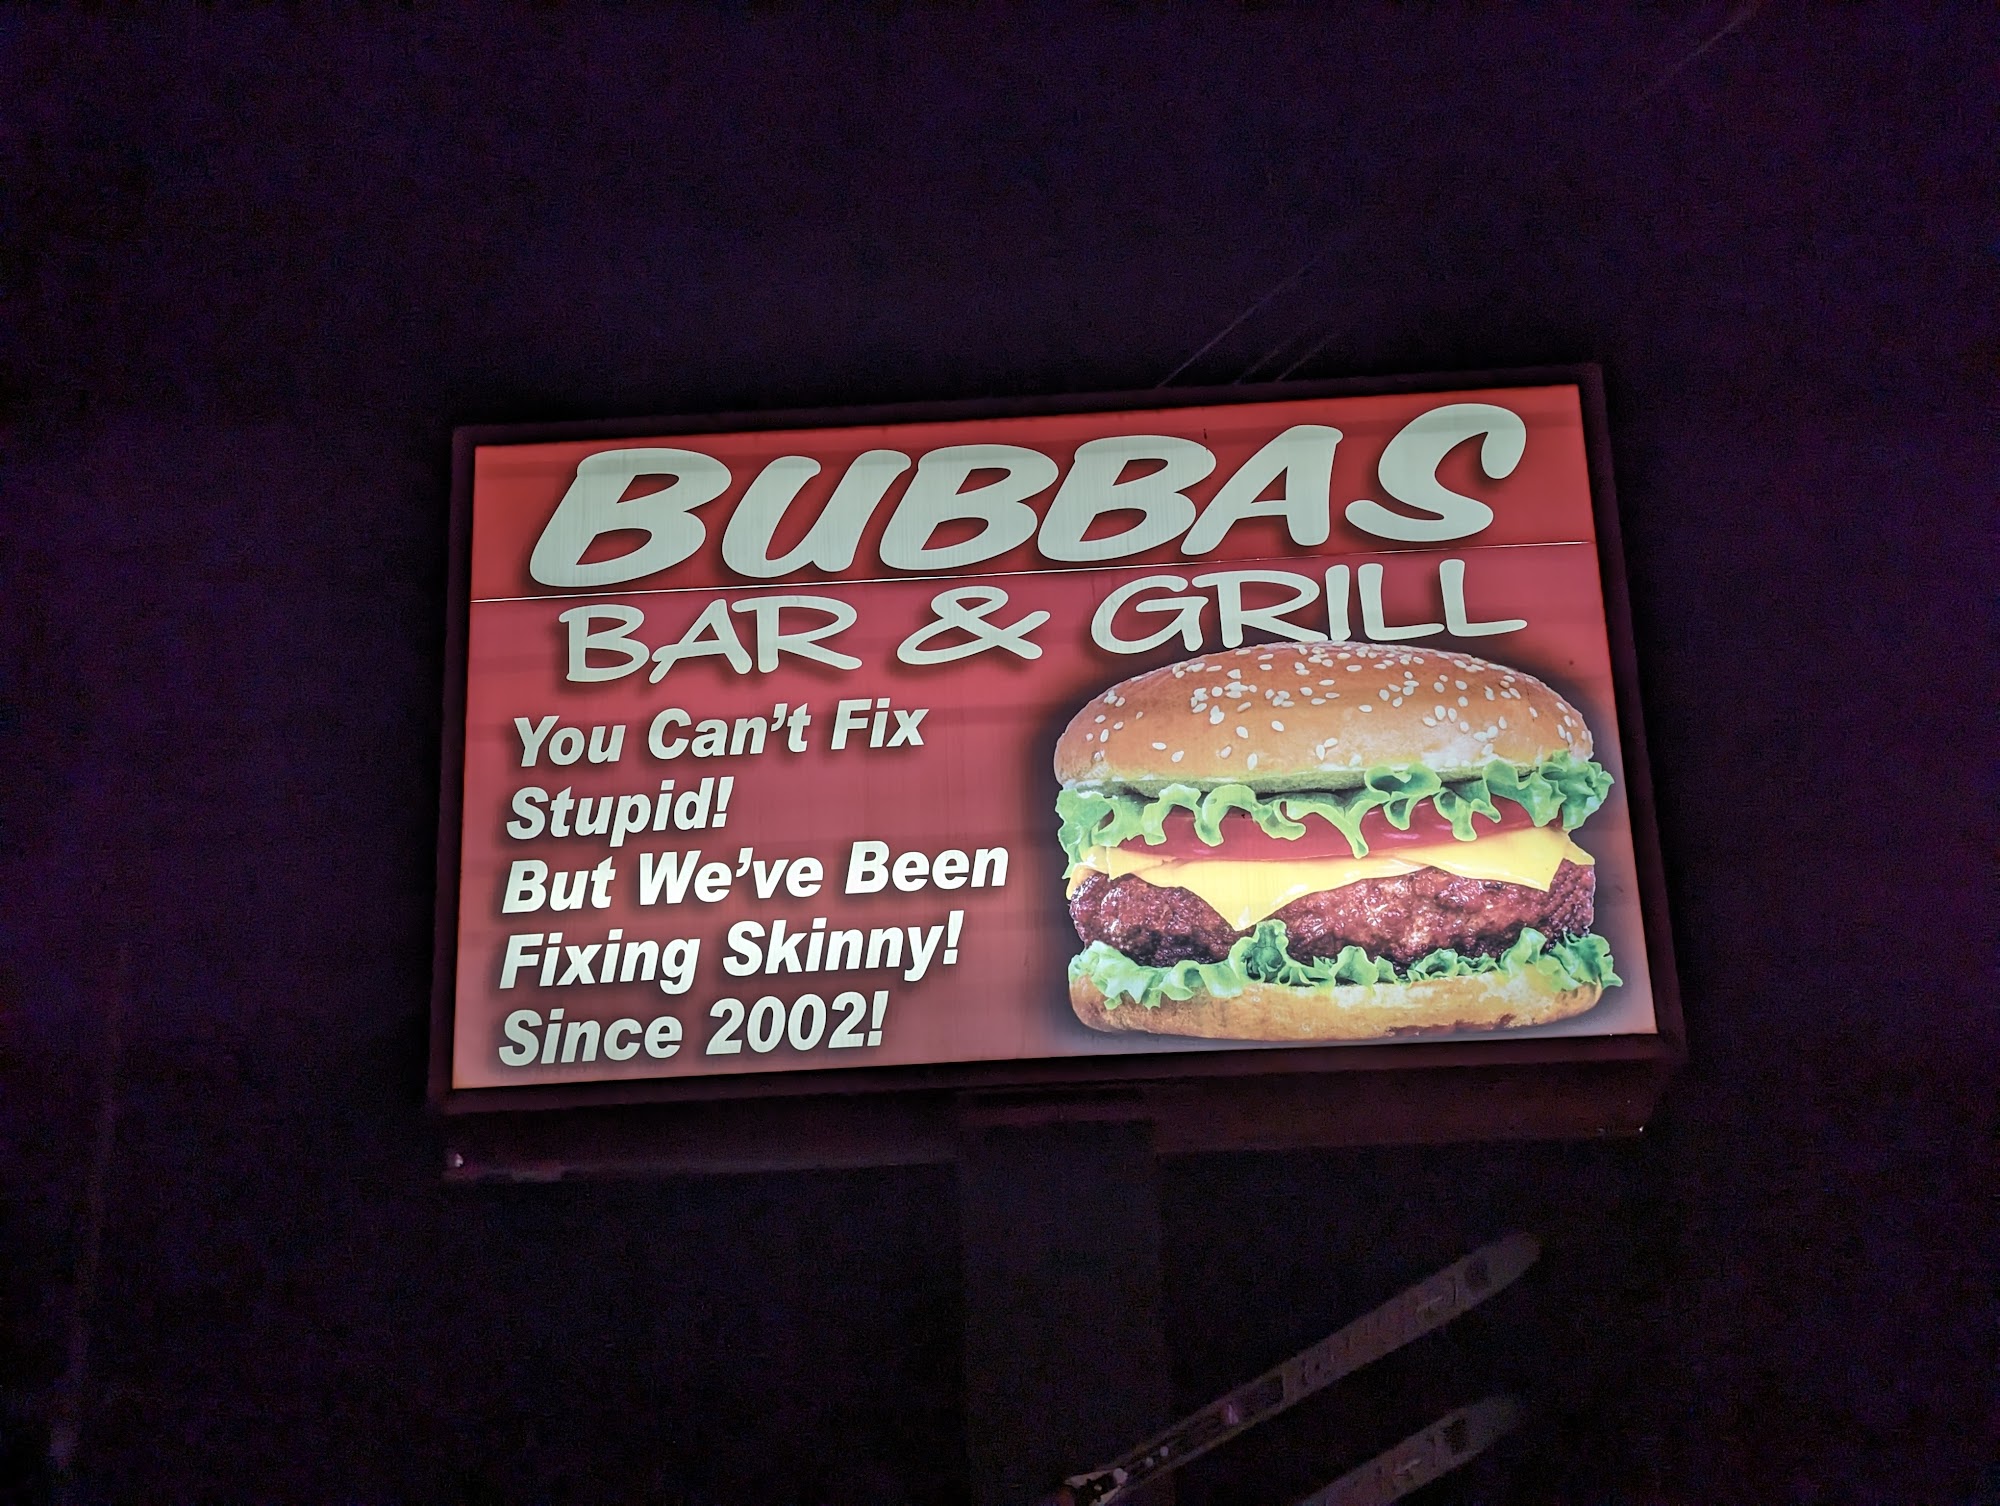 BUBBAS
BAR & GRILL
You Can't Fix
Stupid!
But We've Been
Fixing Skinny!
Since 2002!